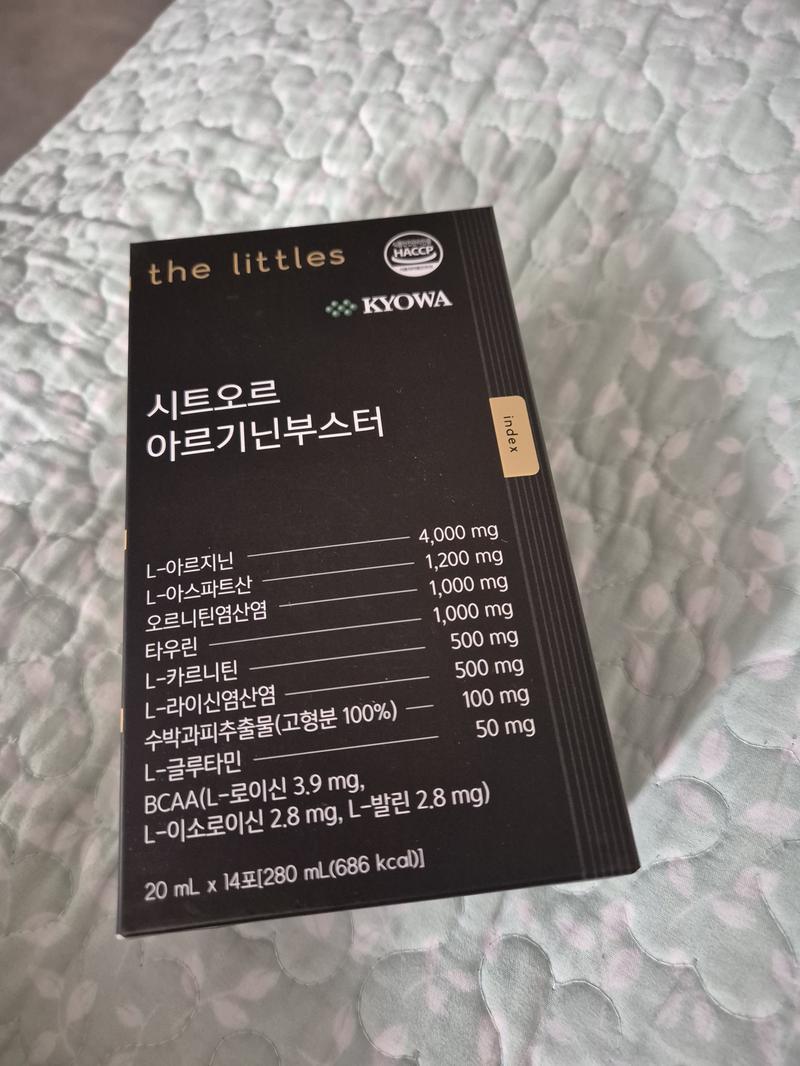 the littles
HACCP
KYOWA
시트오르
아르기닌부스터
index
L-아르지닌 4,000 mg
L-아스파트산 1,200 mg
오르니틴염산염 1,000 mg
타우린 1,000 mg
L-카르니틴 500 mg
L-라이신염산염 500 mg
수박과피추출물(고형분 100%) 100 mg
L-글루타민 50 mg
BCAA(L-로이신 3.9 mg,
L-이소로이신 2.8 mg, L-발린 2.8 mg)
20 mL x 14포[280 mL(686 kcal)]